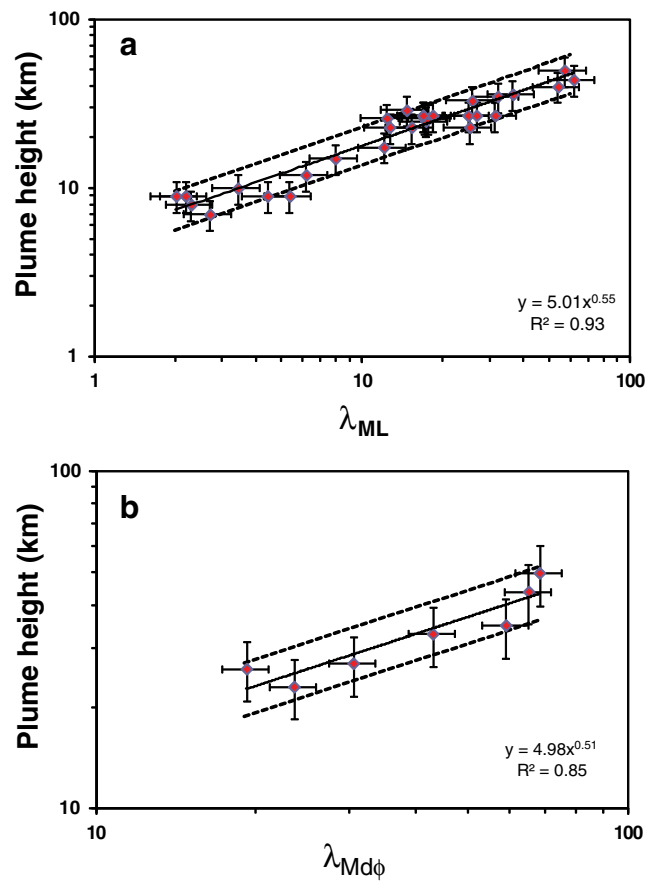 100
a
Plume height (km)
10
y = 5.01x^0.55
R² = 0.93
1
1
10
100
λML
100
b
Plume height (km)
y = 4.98x^0.51
R² = 0.85
10
10
100
λMdϕ